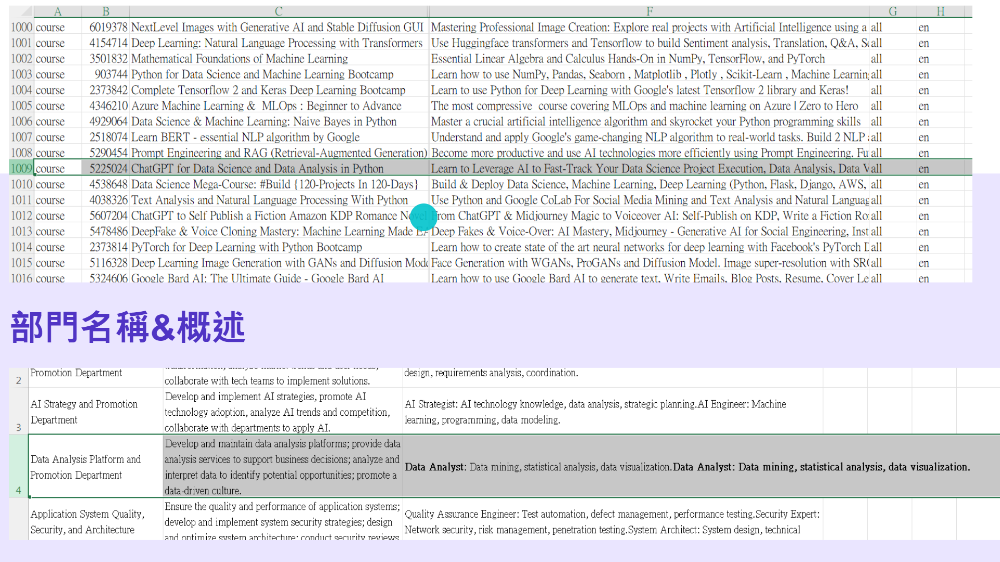 A B C F G H
1000 course 6019378 NextLevel Images with Generative AI and Stable Diffusion GUI Mastering Professional Image Creation: Explore real projects with Artificial Intelligence using a all en
1001 course 4154714 Deep Learning: Natural Language Processing with Transformers Use Huggingface transformers and Tensorflow to build Sentiment analysis, Translation, Q&A, all en
1002 course 3501832 Mathematical Foundations of Machine Learning Essential Linear Algebra and Calculus Hands-On in NumPy, TensorFlow, and PyTorch all en
1003 course 903744 Python for Data Science and Machine Learning Bootcamp Learn how to use NumPy, Pandas, Seaborn , Matplotlib , Plotly , Scikit-Learn , Machine Learning all en
1004 course 2373842 Complete Tensorflow 2 and Keras Deep Learning Bootcamp Learn to use Python for Deep Learning with Google's latest Tensorflow 2 library and Keras! all en
1005 course 4346210 Azure Machine Learning & MLOps : Beginner to Advance The most compressive course covering MLOps and machine learning on Azure | Zero to Hero all en
1006 course 4929064 Data Science & Machine Learning: Naive Bayes in Python Master a crucial artificial intelligence algorithm and skyrocket your Python programming skills all en
1007 course 2518074 Learn BERT - essential NLP algorithm by Google Understand and apply Google's game-changing NLP algorithm to real-world tasks. Build 2 NLP all en
1008 course 5290454 Prompt Engineering and RAG (Retrieval-Augmented Generation) Become more productive and use AI technologies more efficiently using Prompt Engineering. Fu all en
1009 course 5225024 ChatGPT for Data Science and Data Analysis in Python Learn to Leverage AI to Fast-Track Your Data Science Project Execution, Data Analysis, Data V all en
1010 course 4538648 Data Science Mega-Course: #Build {120-Projects In 120-Days} Build & Deploy Data Science, Machine Learning, Deep Learning (Python, Flask, Django, AWS, all en
1011 course 4038326 Text Analysis and Natural Language Processing With Python Use Python and Google CoLab For Social Media Mining and Text Analysis and Natural Languag all en
1012 course 5607204 ChatGPT to Self Publish a Fiction Amazon KDP Romance Novel From ChatGPT & Midjourney Magic to Voiceover AI: Self-Publish on KDP, Write a Fiction Ro all en
1013 course 5478486 DeepFake & Voice Cloning Mastery: Machine Learning Made EA Deep Fakes & Voice-Over: AI Mastery, Midjourney - Generative AI for Social Engineering, Inst all en
1014 course 2373814 PyTorch for Deep Learning with Python Bootcamp Learn how to create state of the art neural networks for deep learning with Facebook's PyTorch all en
1015 course 5116328 Deep Learning Image Generation with GANs and Diffusion Mode Face Generation with WGANs, ProGANs and Diffusion Model. Image super-resolution with SR all en
1016 course 5324606 Google Bard AI: The Ultimate Guide - Google Bard AI Learn how to use Google Bard AI to generate text, Write Emails, Blog Posts, Resume, Cover Le all en
部門名稱&概述
2
Promotion Department
collaborate with tech teams to implement solutions.
design, requirements analysis, coordination.
3
AI Strategy and Promotion
Department
Develop and implement AI strategies, promote AI
technology adoption, analyze AI trends and competition,
collaborate with departments to apply AI.
AI Strategist: AI technology knowledge, data analysis, strategic planning.AI Engineer: Machine
learning, programming, data modeling.
4
Data Analysis Platform and
Promotion Department
Develop and maintain data analysis platforms; provide data
analysis services to support business decisions; analyze and
interpret data to identify potential opportunities; promote a
data-driven culture.
Data Analyst: Data mining, statistical analysis, data visualization.Data Analyst: Data mining, statistical analysis, data visualization.
Application System Quality,
Security, and Architecture
Ensure the quality and performance of application systems;
develop and implement system security strategies; design
and optimize system architecture; conduct security reviews
Quality Assurance Engineer: Test automation, defect management, performance testing.Security Expert:
Network security, risk management, penetration testing.System Architect: System design, technical